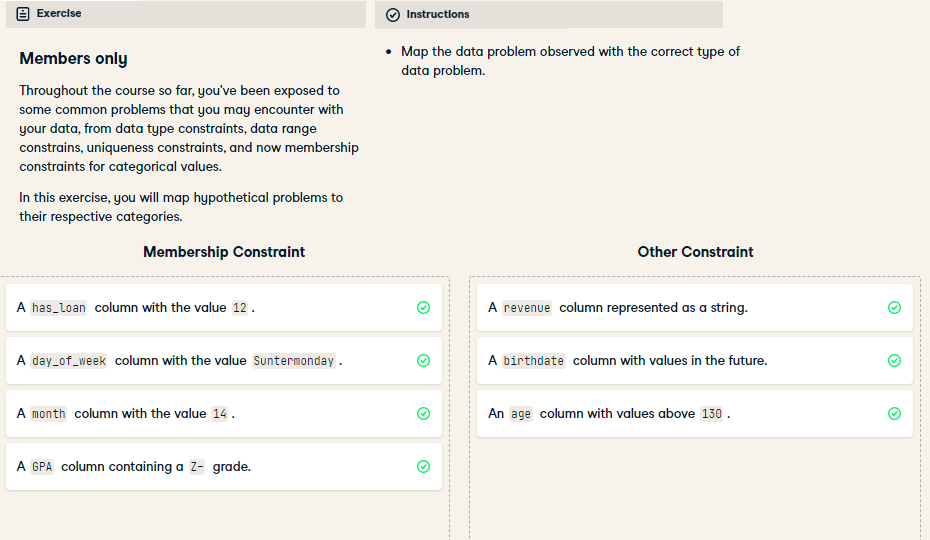 Exercise
Members only
Throughout the course so far, you've been exposed to
some common problems that you may encounter with
your data, from data type constraints, data range
constrains, uniqueness constraints, and now membership
constraints for categorical values.
In this exercise, you will map hypothetical problems to
their respective categories.
Instructions
• Map the data problem observed with the correct type of
data problem.
Membership Constraint
A has_loan column with the value 12 .
A day_of_week column with the value Suntermonday .
A month column with the value 14 .
A GPA column containing a Z- grade.
Other Constraint
A revenue column represented as a string.
A birthdate column with values in the future.
An age column with values above 130 .